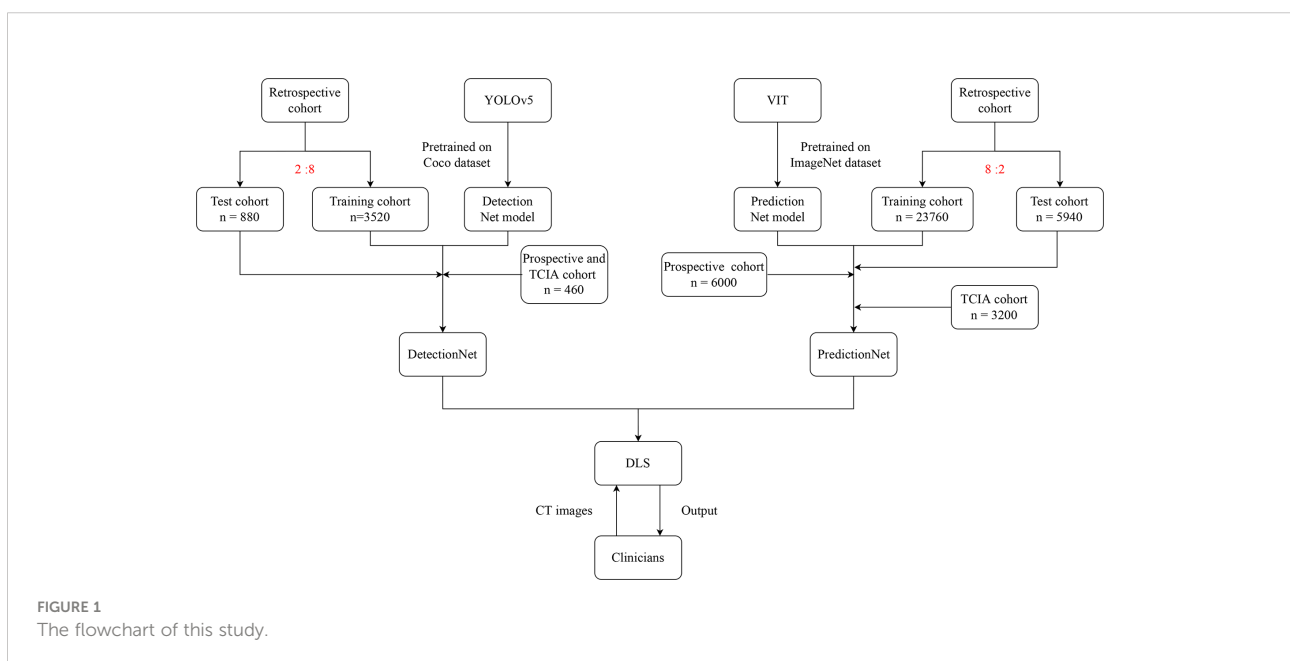 Retrospective
cohort
YOLOv5
VIT
Retrospective
cohort
Pretrained on
Coco dataset
Pretrained on
ImageNet dataset
2 :8
8 :2
Test cohort
n = 880
Training cohort
n=3520
Detection
Net model
Prediction
Net model
Training cohort
n = 23760
Test cohort
n = 5940
Prospective and
TCIA cohort
n = 460
Prospective cohort
n = 6000
TCIA cohort
n = 3200
DetectionNet
PredictionNet
DLS
CT images
Output
Clinicians
FIGURE 1
The flowchart of this study.